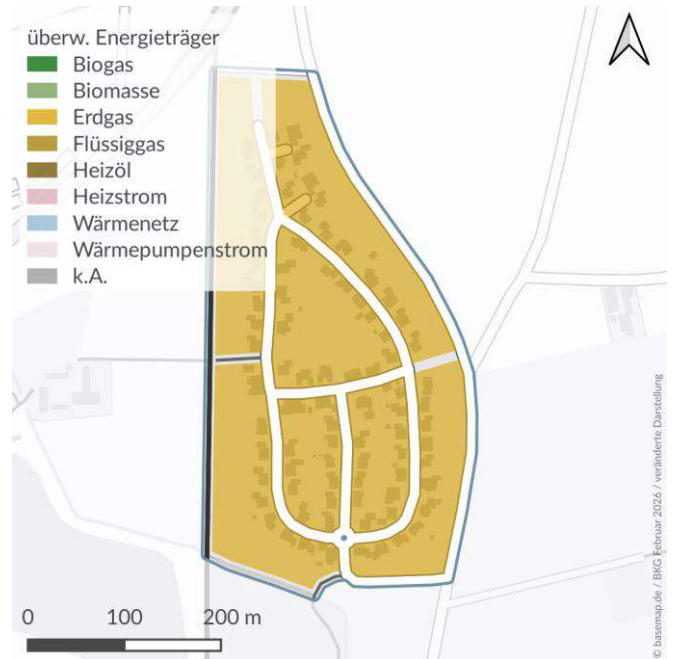 überw. Energieträger
Biogas
Biomasse
Erdgas
Flüssiggas
Heizöl
Heizstrom
Wärmenetz
Wärmepumpenstrom
k.A.
0 100 200 m
© basemap.de / BKG Februar 2026 / veränderte Darstellung